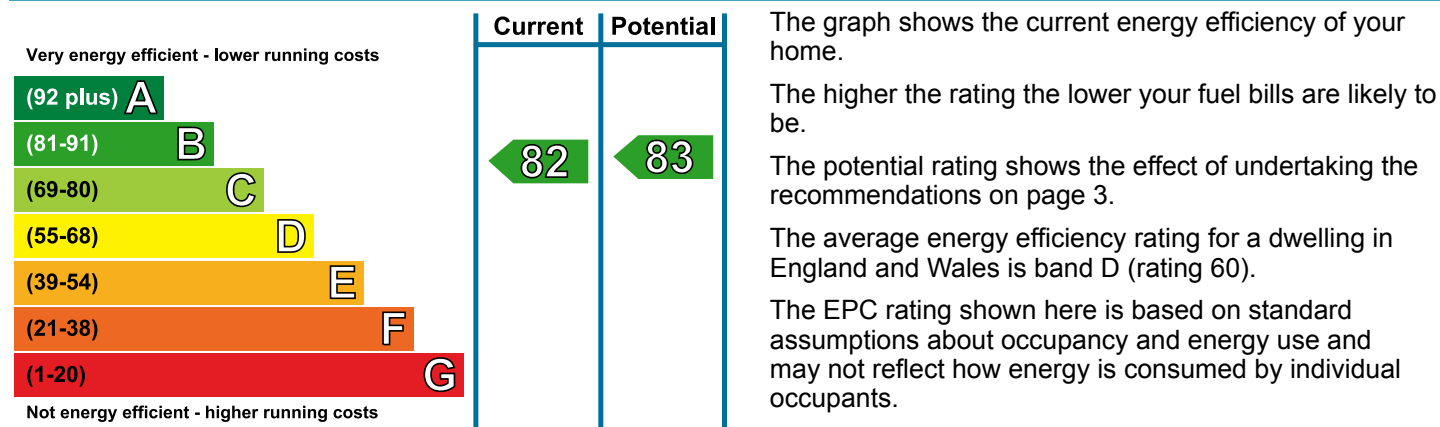 Current Potential
Very energy efficient - lower running costs
(92 plus) A
(81-91) B
(69-80) C
(55-68) D
(39-54) E
(21-38) F
(1-20) G
Not energy efficient - higher running costs
82
83
The graph shows the current energy efficiency of your
home.
The higher the rating the lower your fuel bills are likely to
be.
The potential rating shows the effect of undertaking the
recommendations on page 3.
The average energy efficiency rating for a dwelling in
England and Wales is band D (rating 60).
The EPC rating shown here is based on standard
assumptions about occupancy and energy use and
may not reflect how energy is consumed by individual
occupants.